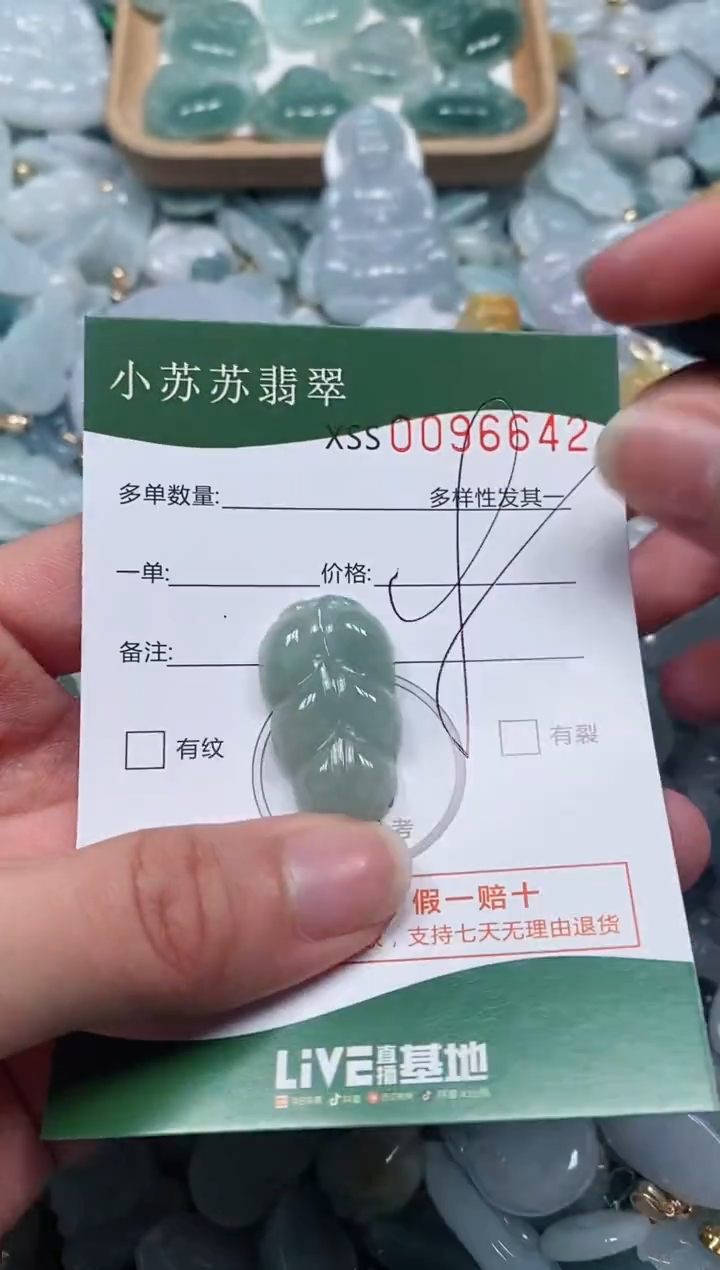 小苏苏翡翠
XSS0096642
多单数量: 多样性发其一
一单: 价格:
备注:
有纹 有裂
考
假一赔十
，支持七天无理由退货
LiVE直播基地